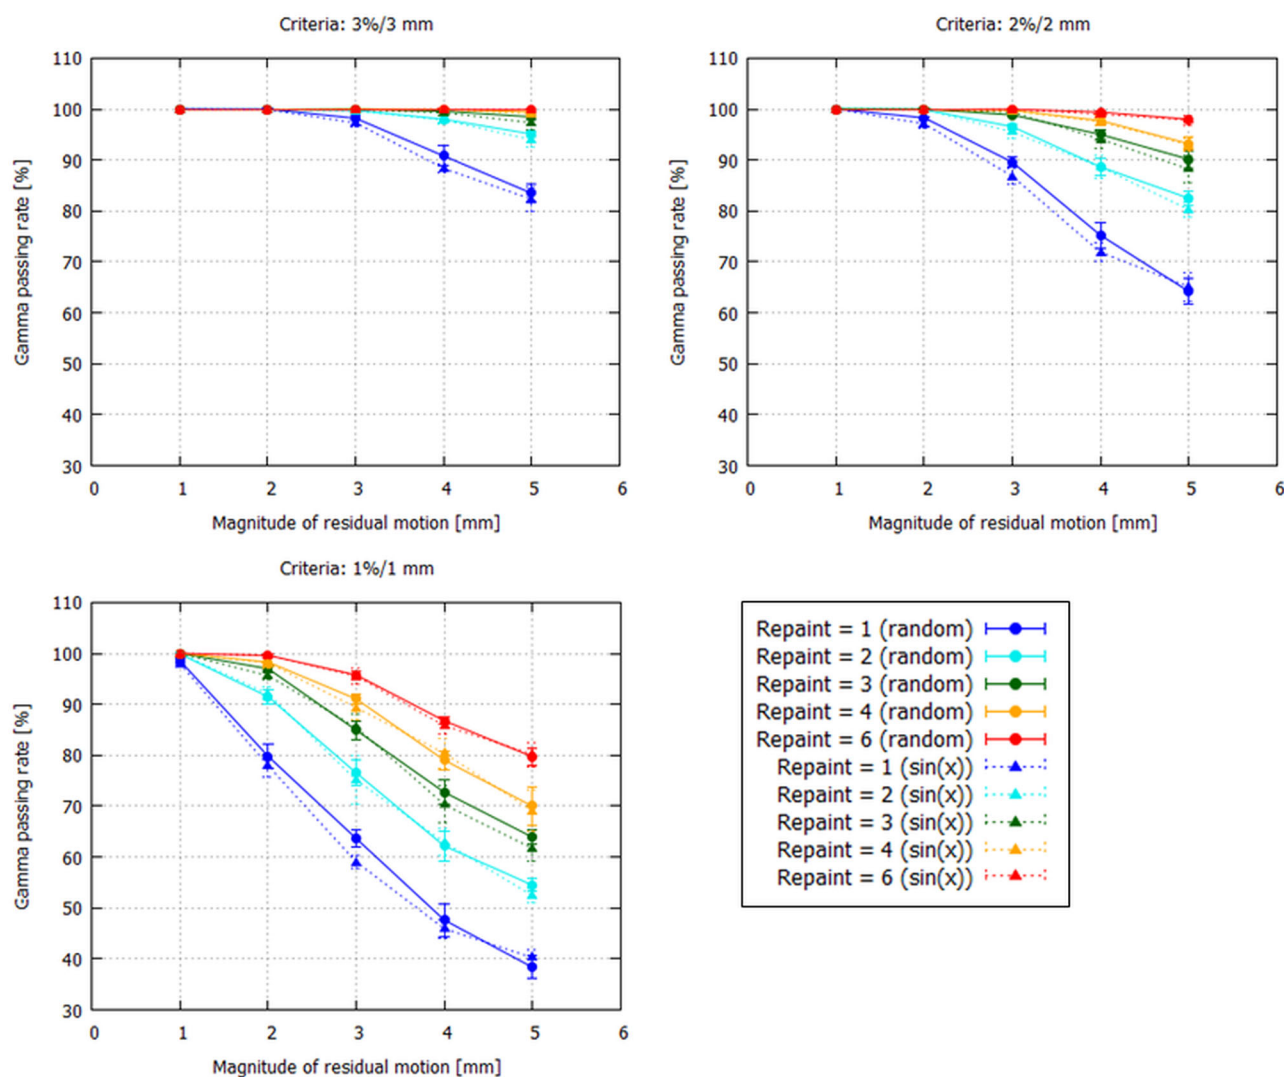 Criteria: 3%/3 mm
110
100
90
80
70
60
50
40
30
Gamma passing rate [%]
0 1 2 3 4 5 6
Magnitude of residual motion [mm]
Criteria: 2%/2 mm
110
100
90
80
70
60
50
40
30
Gamma passing rate [%]
0 1 2 3 4 5 6
Magnitude of residual motion [mm]
Criteria: 1%/1 mm
110
100
90
80
70
60
50
40
30
Gamma passing rate [%]
0 1 2 3 4 5 6
Magnitude of residual motion [mm]
Repaint = 1 (random)
Repaint = 2 (random)
Repaint = 3 (random)
Repaint = 4 (random)
Repaint = 6 (random)
Repaint = 1 (sin(x))
Repaint = 2 (sin(x))
Repaint = 3 (sin(x))
Repaint = 4 (sin(x))
Repaint = 6 (sin(x))